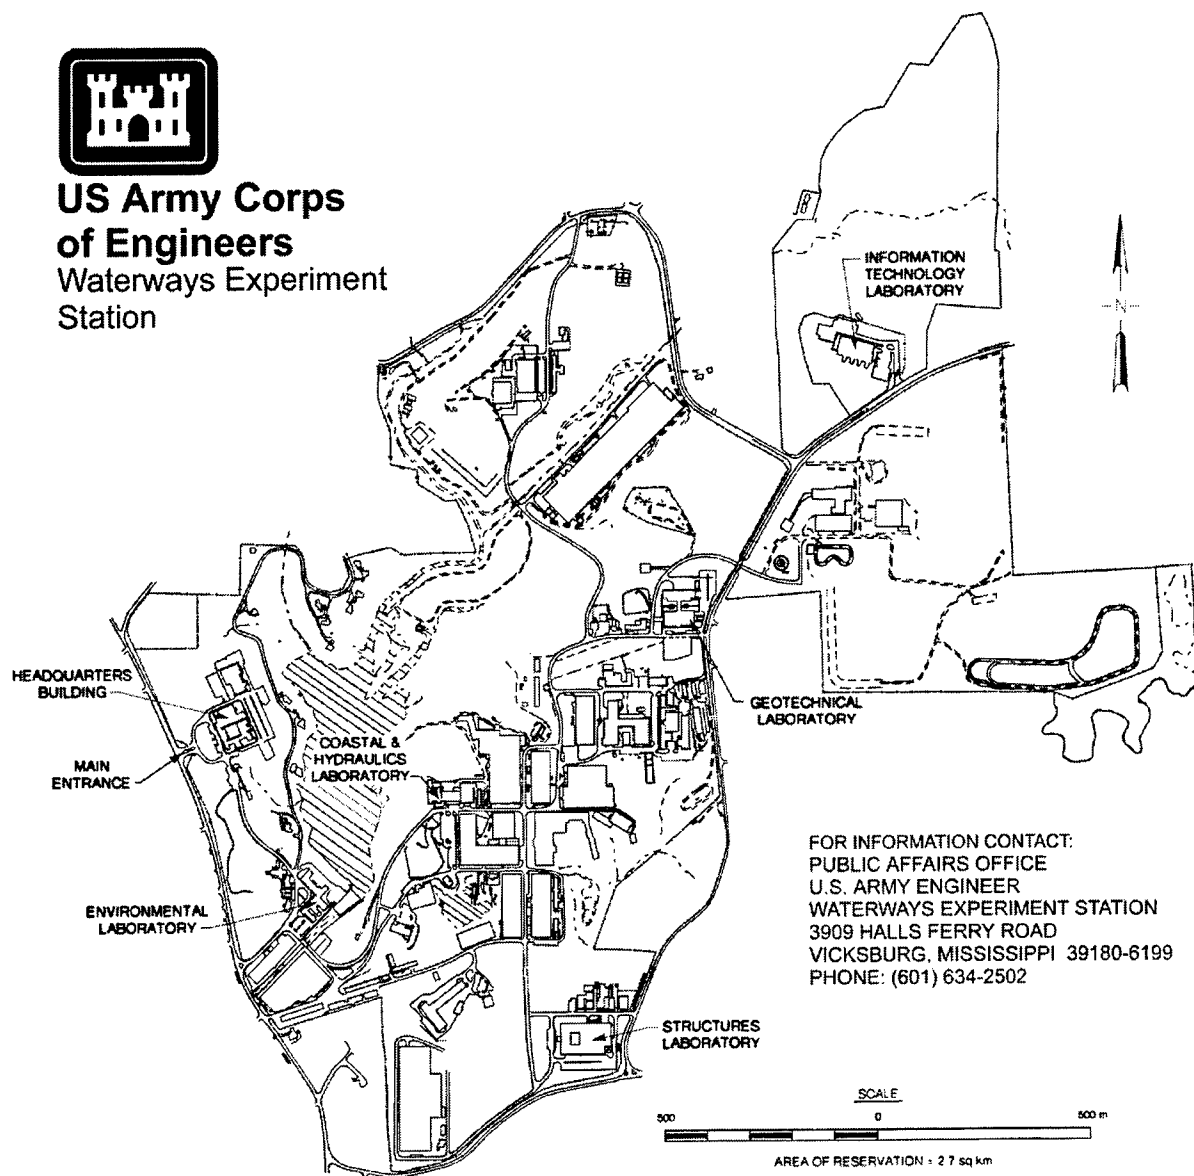 US Army Corps
of Engineers
Waterways Experiment
Station
INFORMATION
TECHNOLOGY
LABORATORY
N
HEADQUARTERS
BUILDING
MAIN
ENTRANCE
COASTAL &
HYDRAULICS
LABORATORY
GEOTECHNICAL
LABORATORY
ENVIRONMENTAL
LABORATORY
STRUCTURES
LABORATORY
FOR INFORMATION CONTACT:
PUBLIC AFFAIRS OFFICE
U.S. ARMY ENGINEER
WATERWAYS EXPERIMENT STATION
3909 HALLS FERRY ROAD
VICKSBURG, MISSISSIPPI 39180-6199
PHONE: (601) 634-2502
SCALE
500 0 500 m
AREA OF RESERVATION = 2.7 sq km